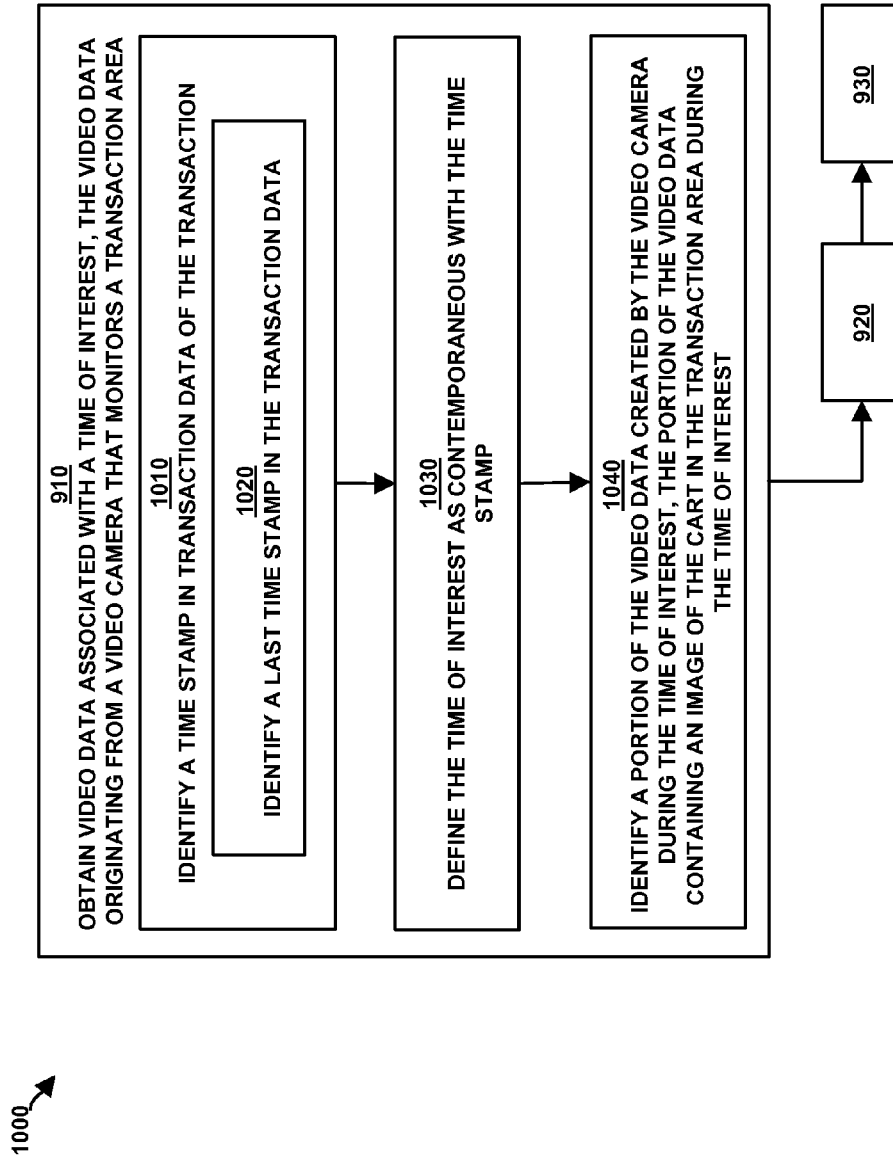 1000
910
OBTAIN VIDEO DATA ASSOCIATED WITH A TIME OF INTEREST, THE VIDEO DATA
ORIGINATING FROM A VIDEO CAMERA THAT MONITORS A TRANSACTION AREA
1010
IDENTIFY A TIME STAMP IN TRANSACTION DATA OF THE TRANSACTION
1020
IDENTIFY A LAST TIME STAMP IN THE TRANSACTION DATA
1030
DEFINE THE TIME OF INTEREST AS CONTEMPORANEOUS WITH THE TIME
STAMP
1040
IDENTIFY A PORTION OF THE VIDEO DATA CREATED BY THE VIDEO CAMERA
DURING THE TIME OF INTEREST, THE PORTION OF THE VIDEO DATA
CONTAINING AN IMAGE OF THE CART IN THE TRANSACTION AREA DURING
THE TIME OF INTEREST
920
930